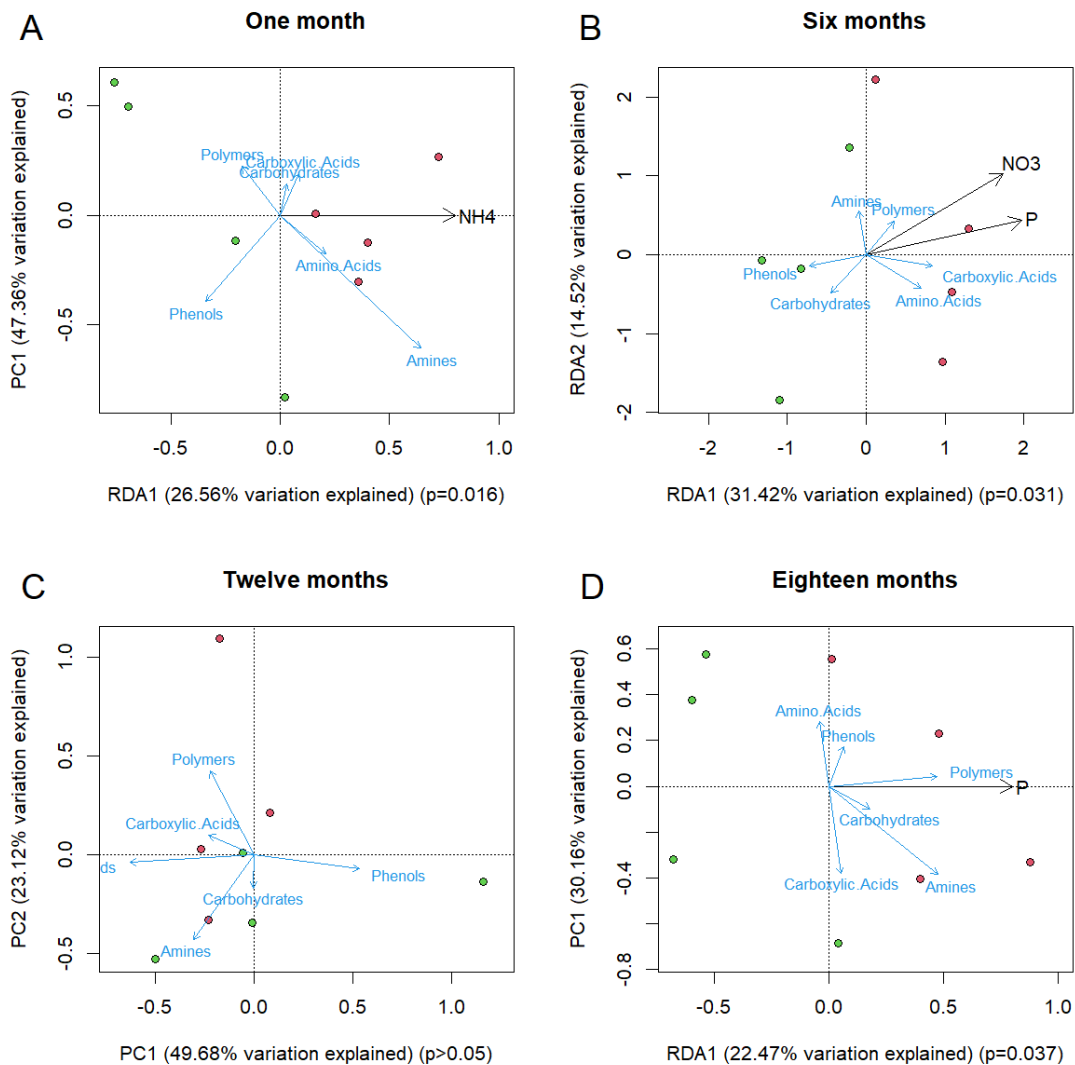 A
One month
PC1 (47.36% variation explained)
0.5
0.0
-0.5
Polymers
Carboxylic.Acids
Carbohydrates
NH4
Amino.Acids
Phenols
Amines
-0.5
0.0
0.5
1.0
RDA1 (26.56% variation explained) (p=0.016)
B
Six months
RDA2 (14.52% variation explained)
2
1
0
-1
-2
NO3
Amines
Polymers
P
Phenols
Carboxylic.Acids
Carbohydrates
Amino.Acids
-2
-1
0
1
2
RDA1 (31.42% variation explained) (p=0.031)
C
Twelve months
PC2 (23.12% variation explained)
1.0
0.5
0.0
-0.5
Polymers
Carboxylic.Acids
ds
Phenols
Carbohydrates
Amines
-0.5
0.0
0.5
1.0
PC1 (49.68% variation explained) (p>0.05)
D
Eighteen months
PC1 (30.16% variation explained)
0.6
0.4
0.2
0.0
-0.4
-0.8
Amino.Acids
Phenols
Polymers
P
Carbohydrates
Carboxylic.Acids
Amines
-0.5
0.0
0.5
1.0
RDA1 (22.47% variation explained) (p=0.037)